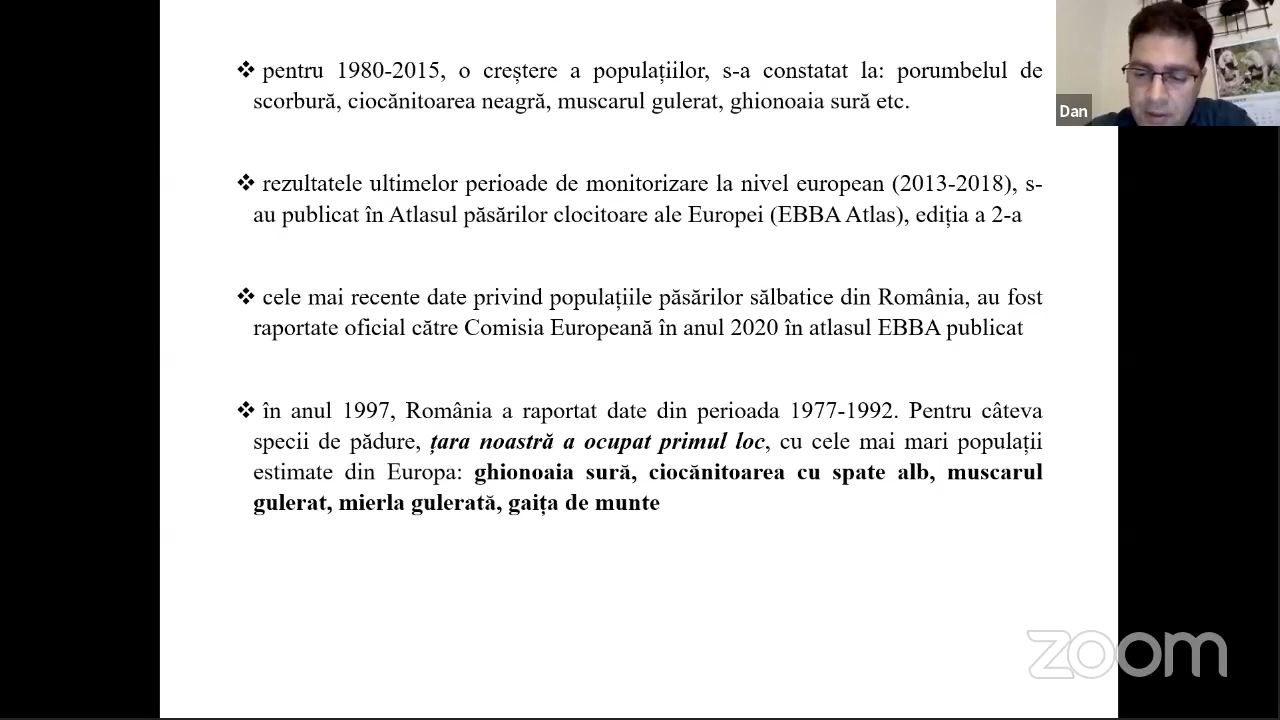 ❖ pentru 1980-2015, o creștere a populațiilor, s-a constatat la: porumbelul de
scorbură, ciocănitoarea neagră, muscarul gulerat, ghionoaia sură etc.
❖ rezultatele ultimelor perioade de monitorizare la nivel european (2013-2018), s-
au publicat în Atlasul păsărilor clocitoare ale Europei (EBBA Atlas), ediția a 2-a
❖ cele mai recente date privind populațiile păsărilor sălbatice din România, au fost
raportate oficial către Comisia Europeană în anul 2020 în atlasul EBBA publicat
❖ în anul 1997, România a raportat date din perioada 1977-1992. Pentru câteva
specii de pădure, țara noastră a ocupat primul loc, cu cele mai mari populații
estimate din Europa: ghionoaia sură, ciocănitoarea cu spate alb, muscarul
gulerat, mierla gulerată, gaița de munte
Dan
zoom